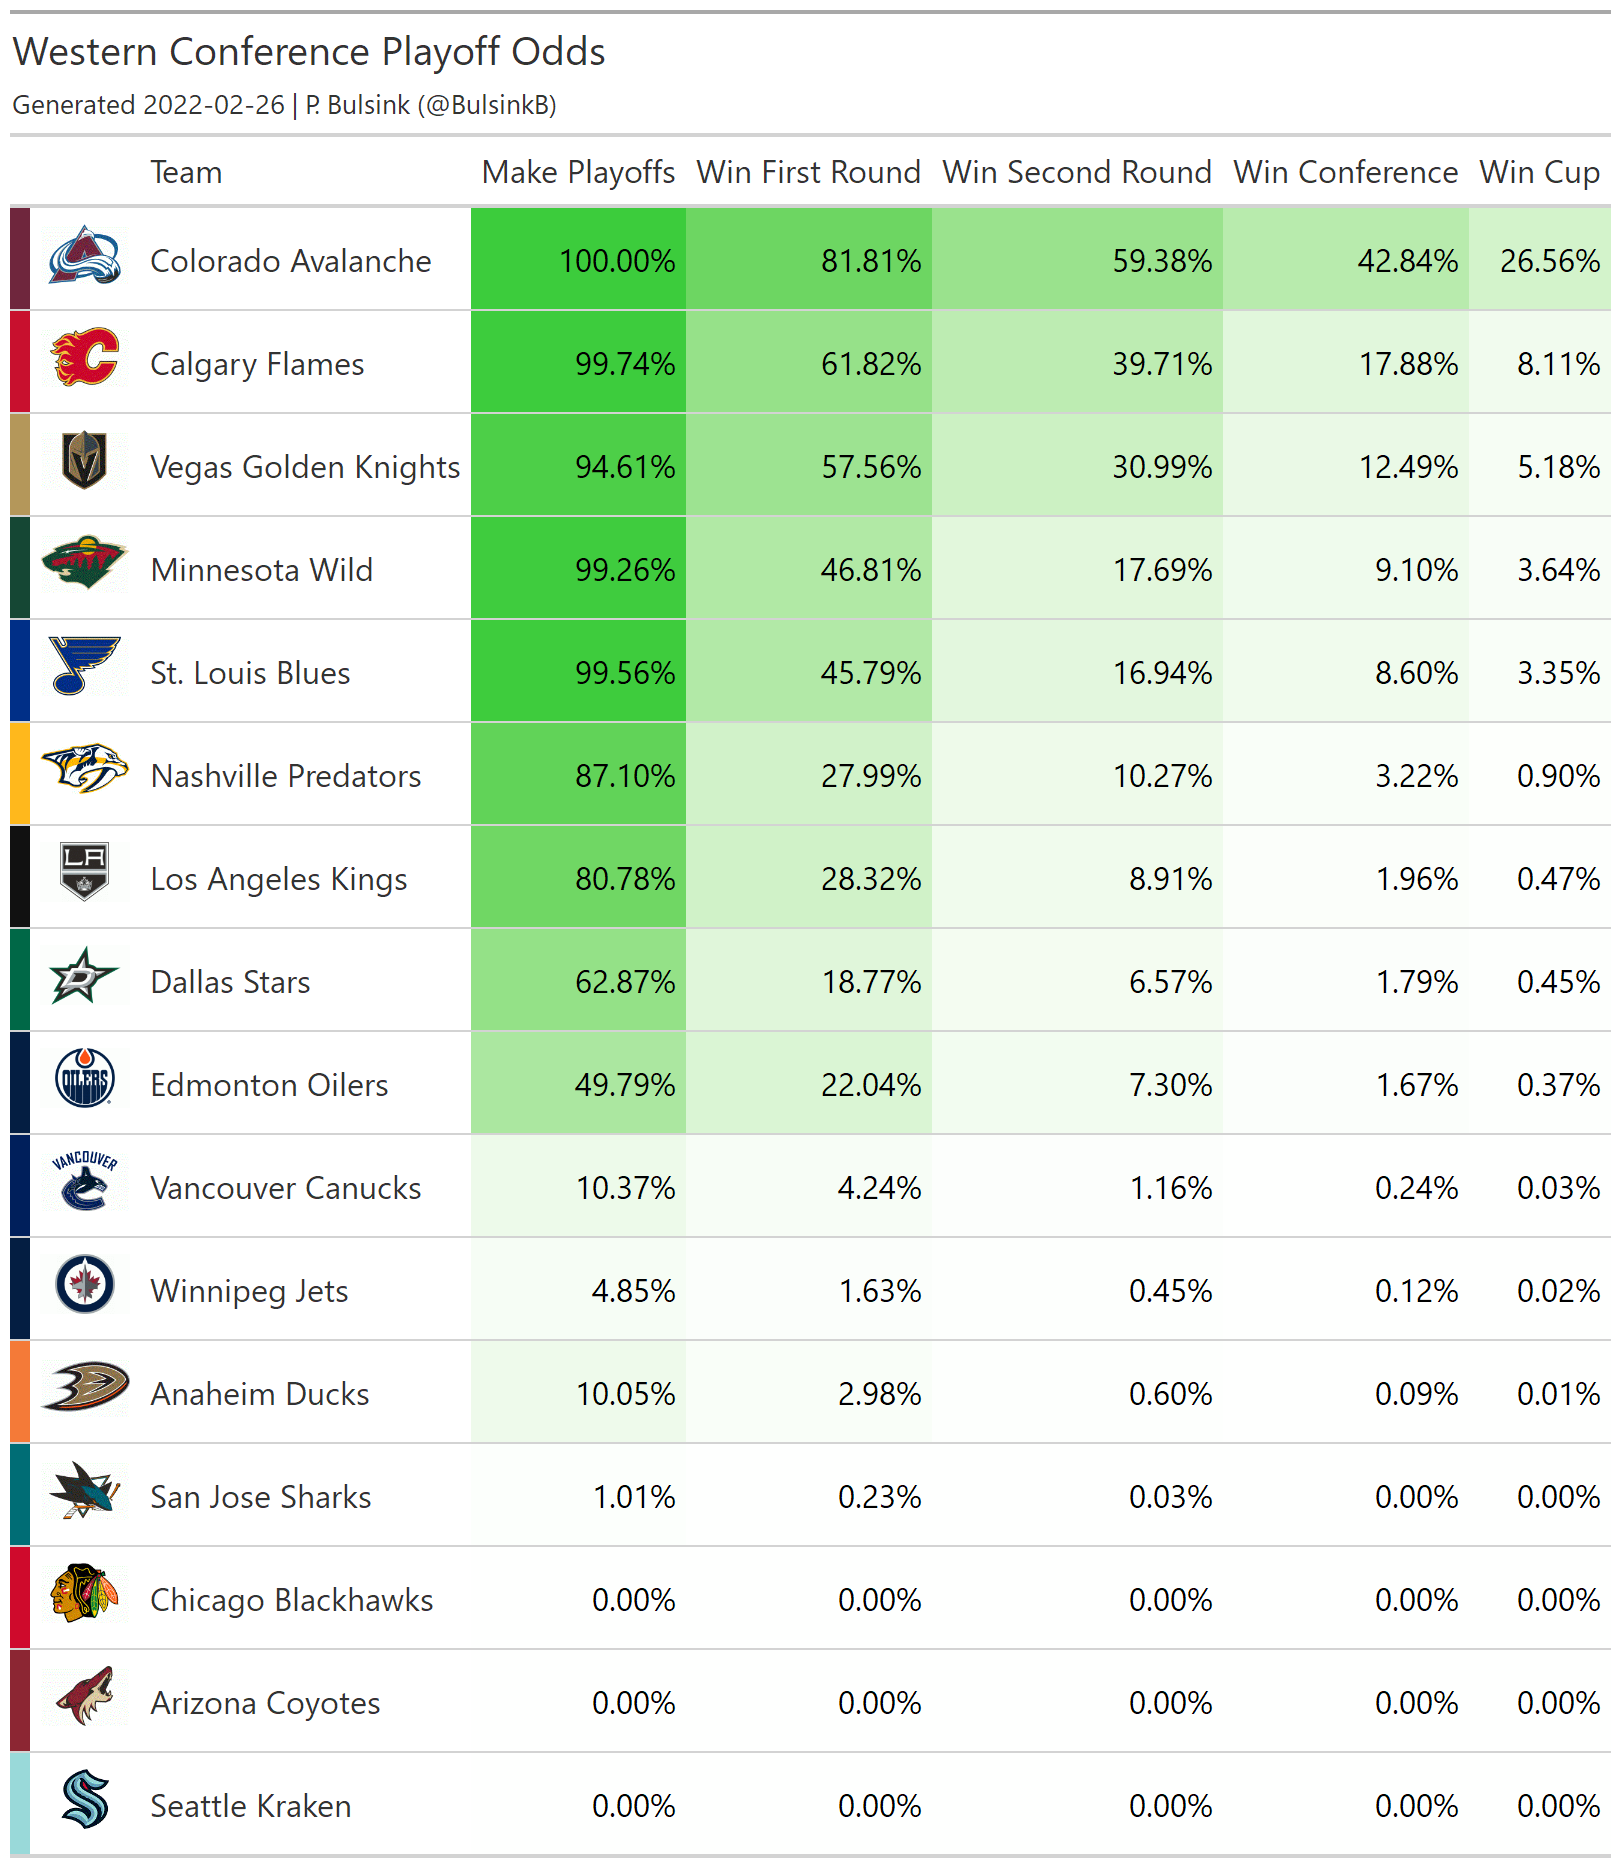 Western Conference Playoff Odds
Generated 2022-02-26 | P. Bulsink (@BulsinkB)
Team Make Playoffs Win First Round Win Second Round Win Conference Win Cup
Colorado Avalanche 100.00% 81.81% 59.38% 42.84% 26.56%
Calgary Flames 99.74% 61.82% 39.71% 17.88% 8.11%
Vegas Golden Knights 94.61% 57.56% 30.99% 12.49% 5.18%
Minnesota Wild 99.26% 46.81% 17.69% 9.10% 3.64%
St. Louis Blues 99.56% 45.79% 16.94% 8.60% 3.35%
Nashville Predators 87.10% 27.99% 10.27% 3.22% 0.90%
LA
Los Angeles Kings 80.78% 28.32% 8.91% 1.96% 0.47%
D
Dallas Stars 62.87% 18.77% 6.57% 1.79% 0.45%
OILERS
Edmonton Oilers 49.79% 22.04% 7.30% 1.67% 0.37%
VANCOUVER
Vancouver Canucks 10.37% 4.24% 1.16% 0.24% 0.03%
Winnipeg Jets 4.85% 1.63% 0.45% 0.12% 0.02%
Anaheim Ducks 10.05% 2.98% 0.60% 0.09% 0.01%
San Jose Sharks 1.01% 0.23% 0.03% 0.00% 0.00%
Chicago Blackhawks 0.00% 0.00% 0.00% 0.00% 0.00%
Arizona Coyotes 0.00% 0.00% 0.00% 0.00% 0.00%
Seattle Kraken 0.00% 0.00% 0.00% 0.00% 0.00%